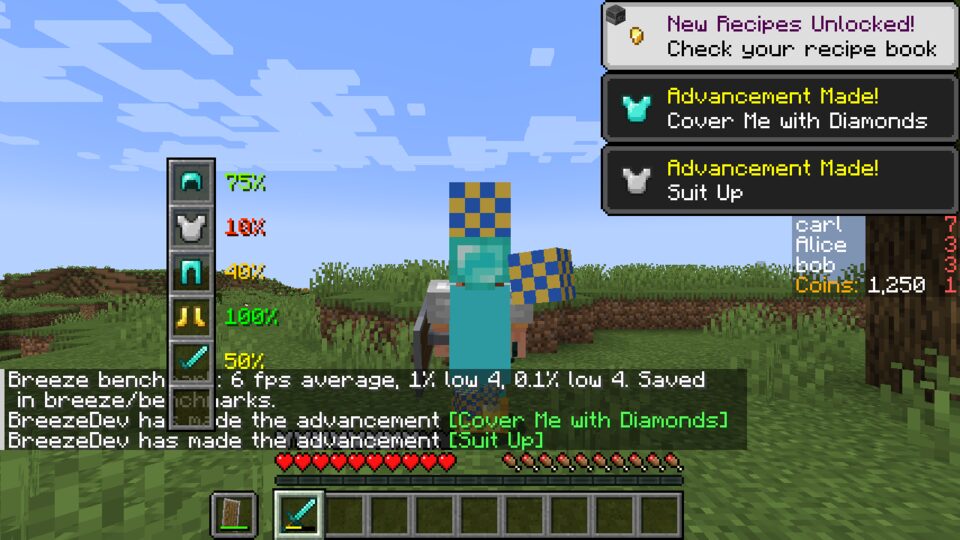 New Recipes Unlocked!
Check your recipe book
Advancement Made!
Cover Me with Diamonds
Advancement Made!
Suit Up
75%
10%
40%
100%
50%
carl 7
Alice 3
bob 3
Coins: 1,250 1
Breeze bench : 6 fps average, 1% low 4, 0.1% low 4. Saved
in breeze/benchmarks.
BreezeDev has made the advancement [Cover Me with Diamonds]
BreezeDev has made the advancement [Suit Up]